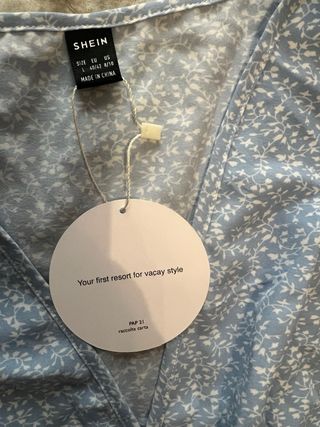 SHEIN
SIZE EU US
L 40/42 8/10
MADE IN CHINA
Your first resort for vaçay style
PAP 21
raccolta carta